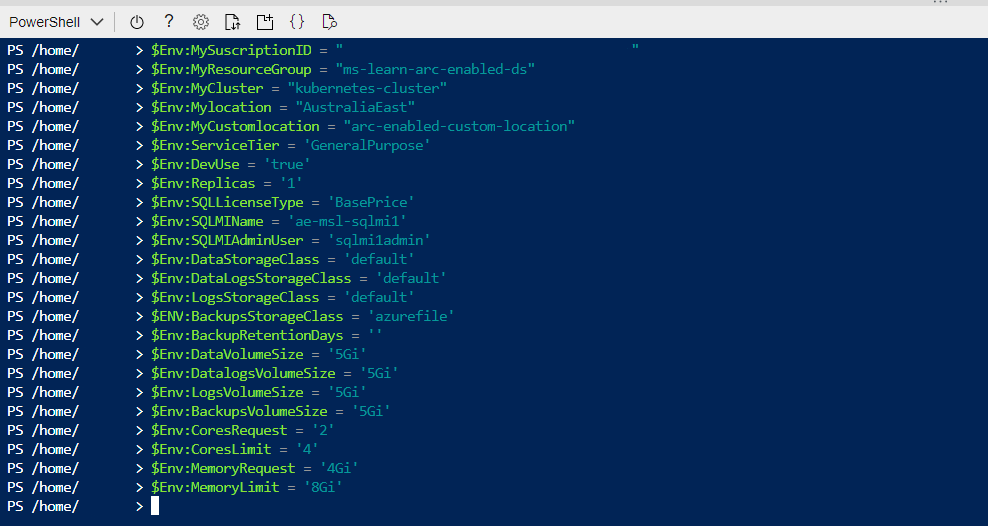 PowerShell
PS /home/ > $Env:MySuscriptionID = " "
PS /home/ > $Env:MyResourceGroup = "ms-learn-arc-enabled-ds"
PS /home/ > $Env:MyCluster = "kubernetes-cluster"
PS /home/ > $Env:Mylocation = "AustraliaEast"
PS /home/ > $Env:MyCustomlocation = "arc-enabled-custom-location"
PS /home/ > $Env:ServiceTier = 'GeneralPurpose'
PS /home/ > $Env:DevUse = 'true'
PS /home/ > $Env:Replicas = '1'
PS /home/ > $Env:SQLLicenseType = 'BasePrice'
PS /home/ > $Env:SQLMIName = 'ae-msl-sqlmi1'
PS /home/ > $Env:SQLMIAdminUser = 'sqlmi1admin'
PS /home/ > $Env:DataStorageClass = 'default'
PS /home/ > $Env:DataLogsStorageClass = 'default'
PS /home/ > $Env:LogsStorageClass = 'default'
PS /home/ > $ENV:BackupsStorageClass = 'azurefile'
PS /home/ > $Env:BackupRetentionDays = ''
PS /home/ > $Env:DataVolumeSize = '5Gi'
PS /home/ > $Env:DatalogsVolumeSize = '5Gi'
PS /home/ > $Env:LogsVolumeSize = '5Gi'
PS /home/ > $Env:BackupsVolumeSize = '5Gi'
PS /home/ > $Env:CoresRequest = '2'
PS /home/ > $Env:CoresLimit = '4'
PS /home/ > $Env:MemoryRequest = '4Gi'
PS /home/ > $Env:MemoryLimit = '8Gi'
PS /home/ >